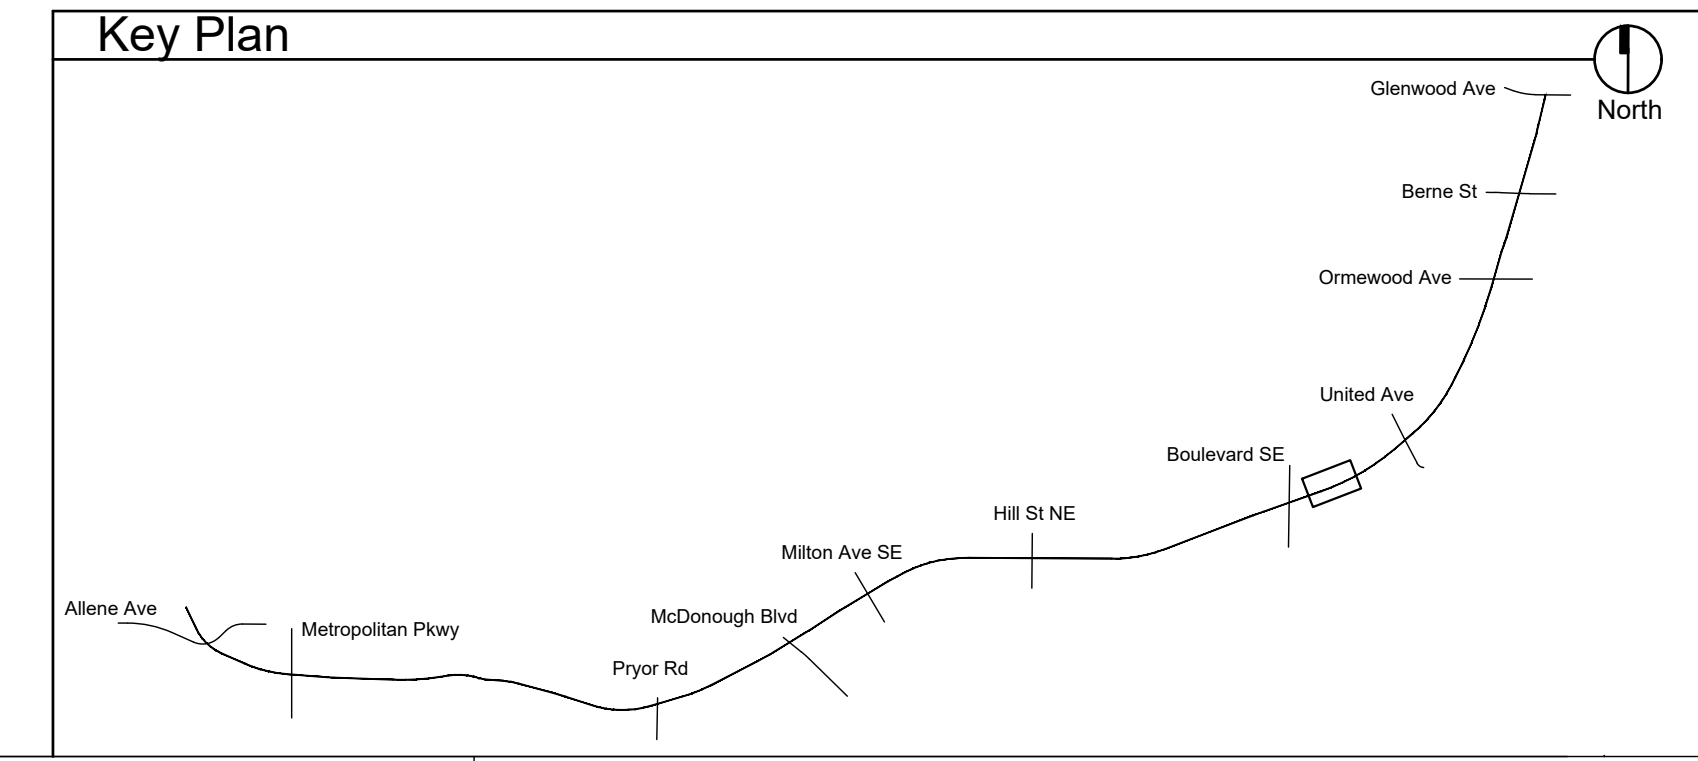 Key Plan
North
Glenwood Ave
Berne St
Ormewood Ave
United Ave
Boulevard SE
Hill St NE
Milton Ave SE
Allene Ave
McDonough Blvd
Metropolitan Pkwy
Pryor Rd